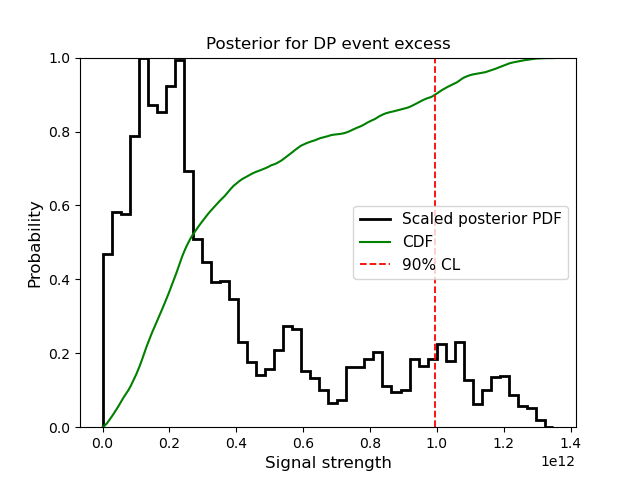 Posterior for DP event excess
Probability
1.0
0.8
0.6
0.4
0.2
0.0
Scaled posterior PDF
CDF
90% CL
0.0 0.2 0.4 0.6 0.8 1.0 1.2 1.4
1e12
Signal strength